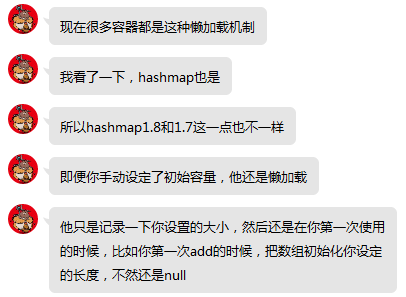 现在很多容器都是这种懒加载机制
我看了一下，hashmap也是
所以hashmap1.8和1.7这一点也不一样
即便你手动设定了初始容量，他还是懒加载
他只是记录一下你设置的大小，然后还是在你第一次使用
的时候，比如你第一次add的时候，把数组初始化你设定
的长度，不然还是null